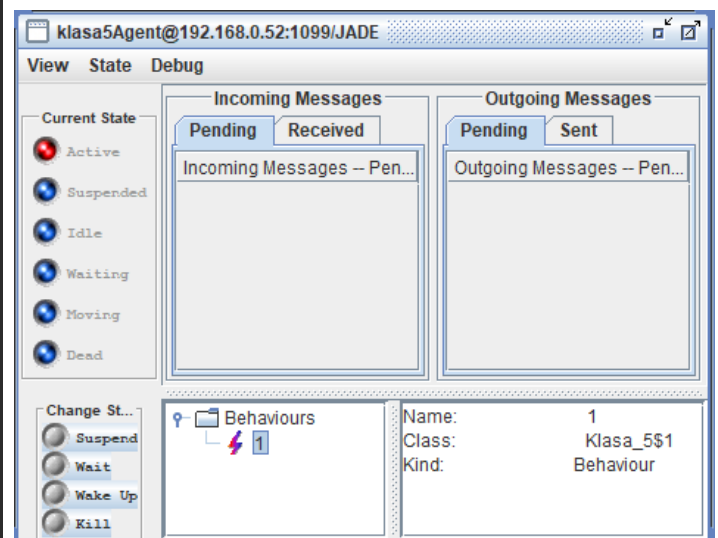 klasa5Agent@192.168.0.52:1099/JADE
View State Debug
Current State
Active
Suspended
Idle
Waiting
Moving
Dead
Incoming Messages
Pending Received
Incoming Messages -- Pen...
Outgoing Messages
Pending Sent
Outgoing Messages -- Pen...
Change St...
Suspend
Wait
Wake Up
Kill
Behaviours
1
Name: 1
Class: Klasa_5$1
Kind: Behaviour